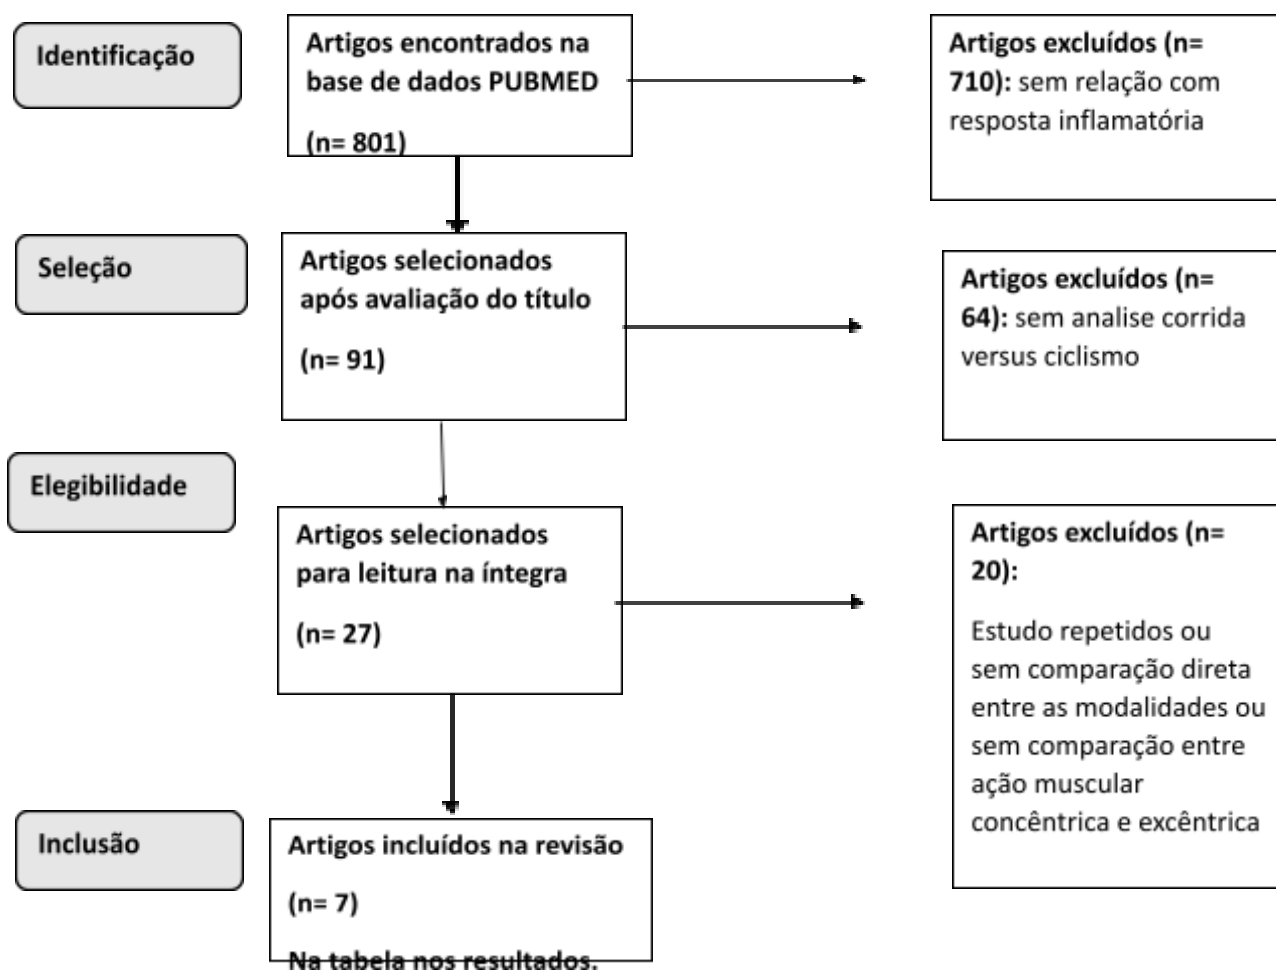 Identificação
Artigos encontrados na
base de dados PUBMED
(n= 801)
Artigos excluídos (n=
710): sem relação com
resposta inflamatória
Seleção
Artigos selecionados
após avaliação do título
(n= 91)
Artigos excluídos (n=
64): sem analise corrida
versus ciclismo
Elegibilidade
Artigos selecionados
para leitura na íntegra
(n= 27)
Artigos excluídos (n=
20):
Estudo repetidos ou
sem comparação direta
entre as modalidades ou
sem comparação entre
ação muscular
concêntrica e excêntrica
Inclusão
Artigos incluídos na revisão
(n= 7)
Na tabela nos resultados.